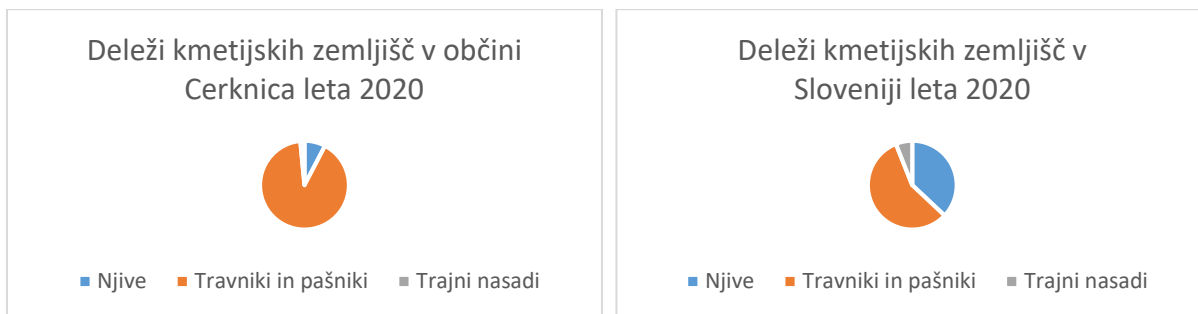 Deleži kmetijskih zemljišč v občini
Cerknica leta 2020
Njive Travniki in pašniki Trajni nasadi
Deleži kmetijskih zemljišč v
Sloveniji leta 2020
Njive Travniki in pašniki Trajni nasadi